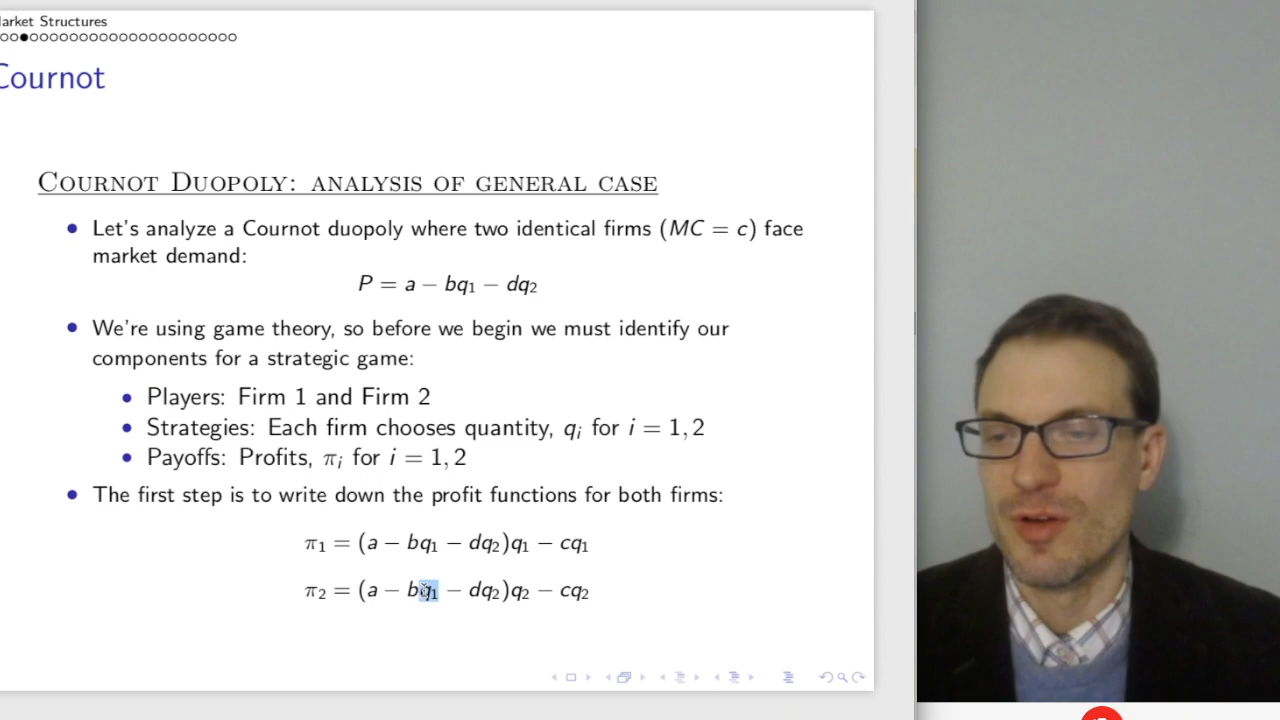 arket Structures
Cournot
Cournot Duopoly: analysis of general case
• Let's analyze a Cournot duopoly where two identical firms (MC = c) face
market demand:
P = a − bq₁ − dq₂
• We're using game theory, so before we begin we must identify our
components for a strategic game:
• Players: Firm 1 and Firm 2
• Strategies: Each firm chooses quantity, qᵢ for i = 1, 2
• Payoffs: Profits, πᵢ for i = 1, 2
• The first step is to write down the profit functions for both firms:
π₁ = (a − bq₁ − dq₂)q₁ − cq₁
π₂ = (a − bq₁ − dq₂)q₂ − cq₂